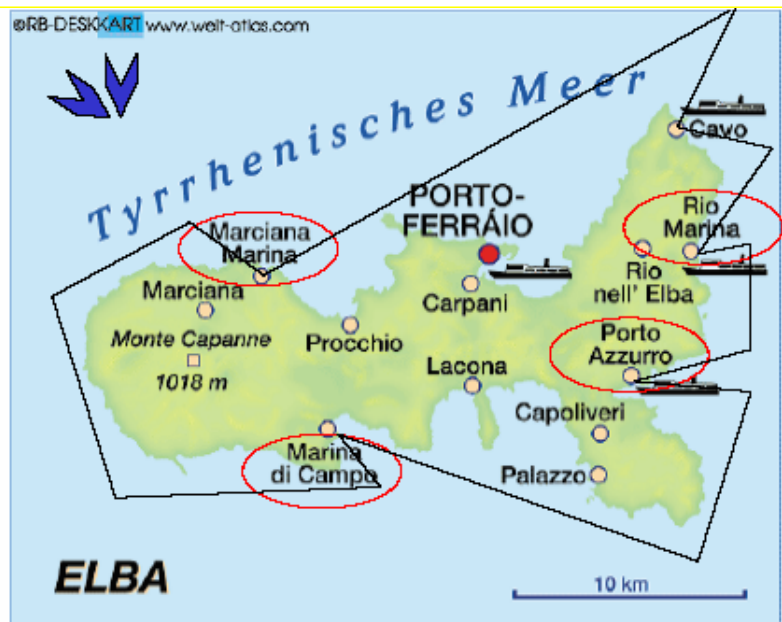 ©RB-DESKKART www.welt-atlas.com
Tyrrhenisches Meer
Cavo
PORTO-
FERRÁIO
Rio
Marina
Marciana
Marina
Rio
nell' Elba
Marciana
Carpani
Monte Capanne
Procchio
Porto
Azzurro
1018 m
Lacona
Capoliveri
Marina
di Campo
Palazzo
ELBA
10 km